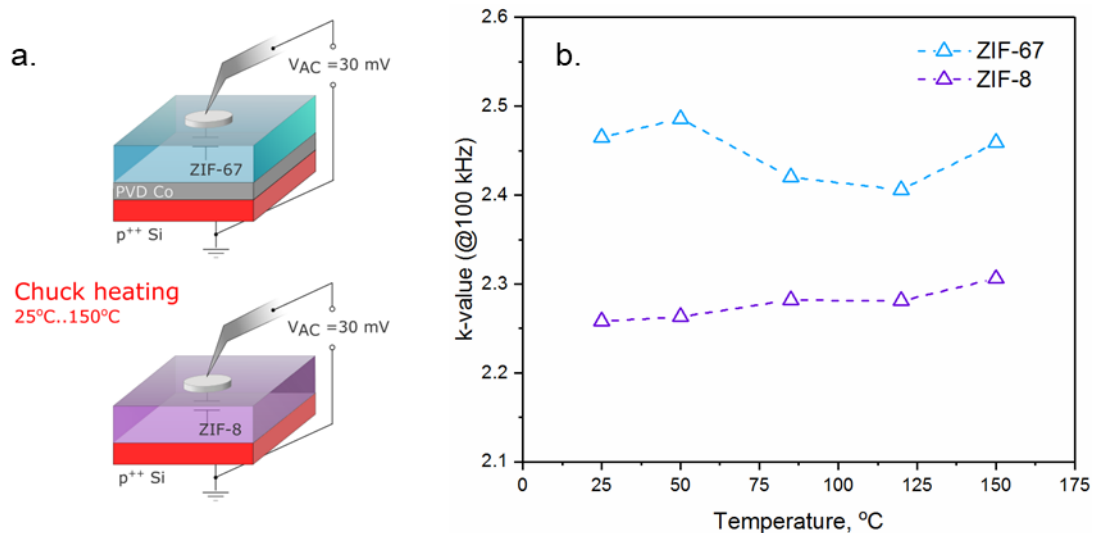 a.
V_AC =30 mV
ZIF-67
PVD Co
p⁺⁺ Si
Chuck heating
25ºC..150ºC
V_AC =30 mV
ZIF-8
p⁺⁺ Si
b.
ZIF-67
ZIF-8
k-value (@100 kHz)
2.6
2.5
2.4
2.3
2.2
2.1
0 25 50 75 100 125 150 175
Temperature, ºC